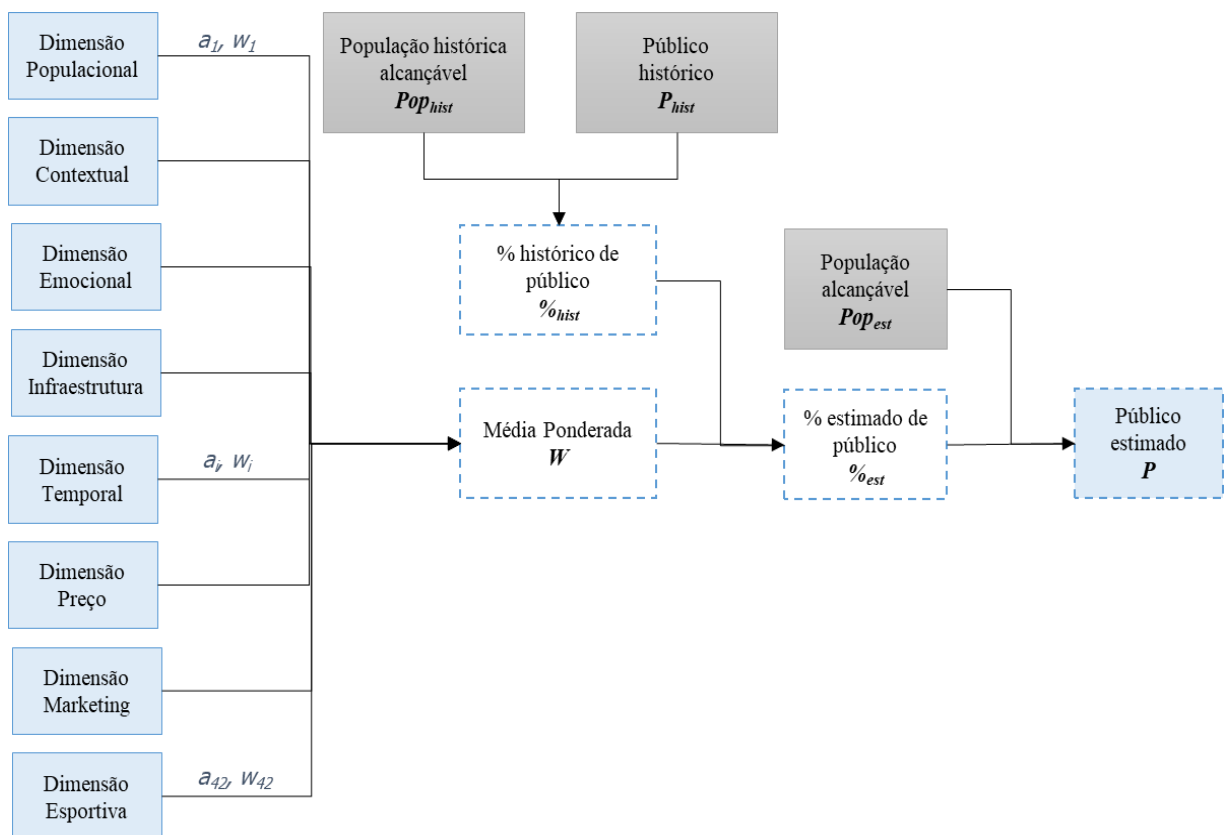 Dimensão
Populacional
a1, w1
População histórica
alcançável
Pophist
Público
histórico
Phist
Dimensão
Contextual
Dimensão
Emocional
% histórico de
público
%hist
População
alcançável
Popest
Dimensão
Infraestrutura
Média Ponderada
W
% estimado de
público
%est
Público
estimado
P
Dimensão
Temporal
ai, wi
Dimensão
Preço
Dimensão
Marketing
Dimensão
Esportiva
a42, w42